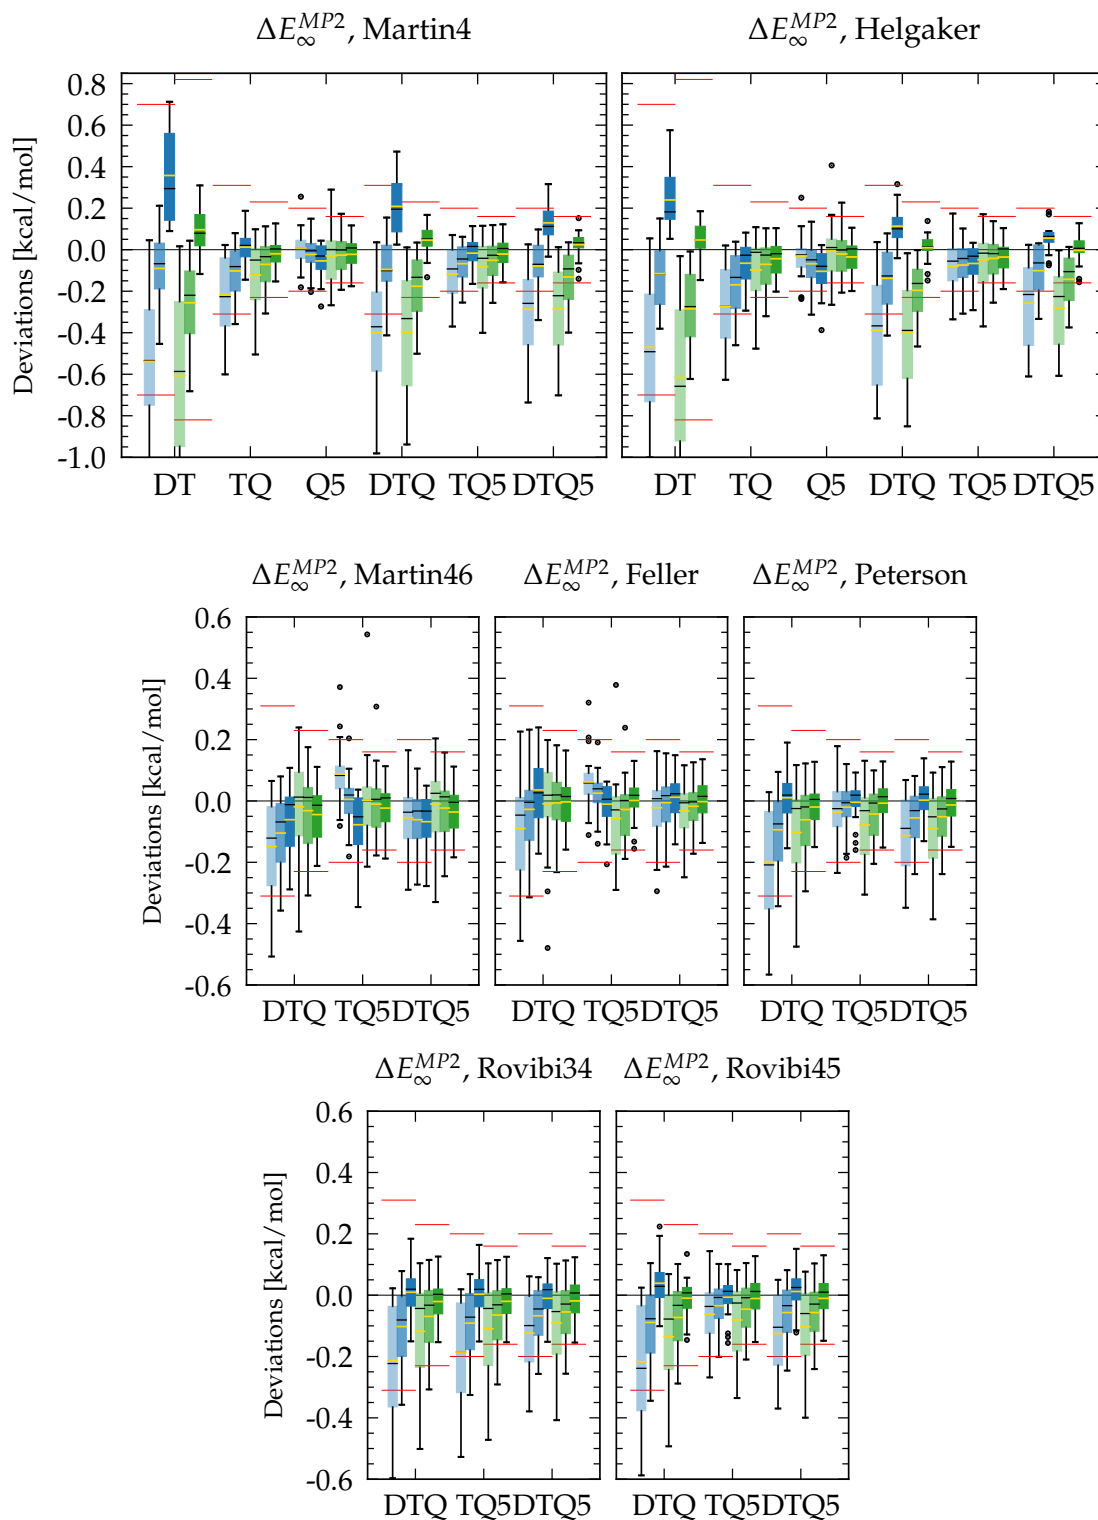 ΔE∞^MP2, Martin4
ΔE∞^MP2, Helgaker
Deviations [kcal/mol]
0.8
0.6
0.4
0.2
0.0
-0.2
-0.4
-0.6
-0.8
-1.0
DT TQ Q5 DTQ TQ5 DTQ5
DT TQ Q5 DTQ TQ5 DTQ5
ΔE∞^MP2, Martin46
ΔE∞^MP2, Feller
ΔE∞^MP2, Peterson
Deviations [kcal/mol]
0.6
0.4
0.2
0.0
-0.2
-0.4
-0.6
DTQ TQ5 DTQ5
DTQ TQ5 DTQ5
DTQ TQ5 DTQ5
ΔE∞^MP2, Rovibi34
ΔE∞^MP2, Rovibi45
Deviations [kcal/mol]
0.6
0.4
0.2
0.0
-0.2
-0.4
-0.6
DTQ TQ5 DTQ5
DTQ TQ5 DTQ5